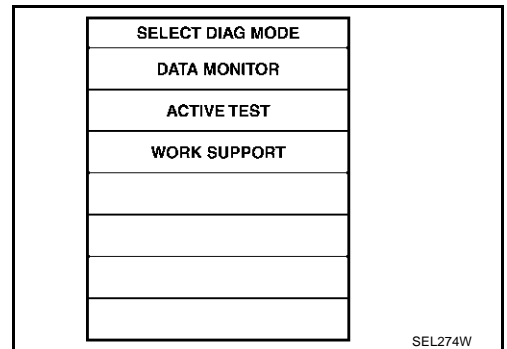 SELECT DIAG MODE
DATA MONITOR
ACTIVE TEST
WORK SUPPORT
SEL274W